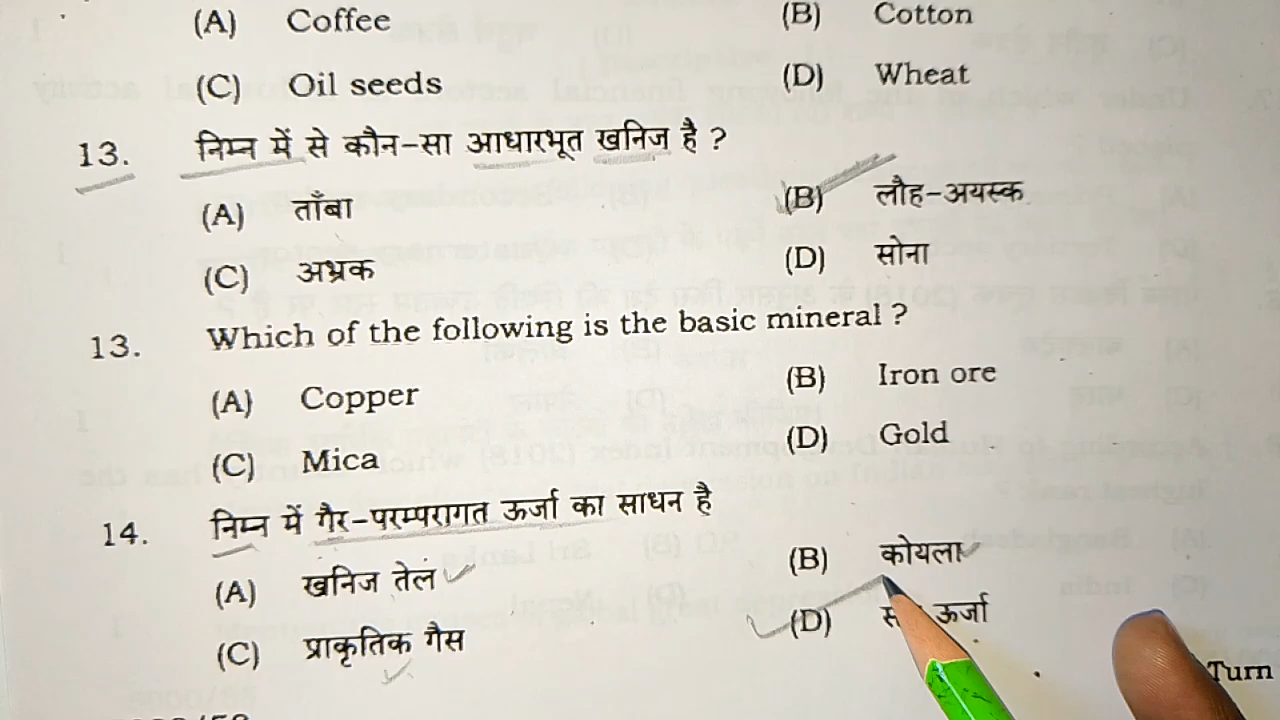 (A) Coffee (B) Cotton
(C) Oil seeds (D) Wheat
13. निम्न में से कौन-सा आधारभूत खनिज है ?
(A) ताँबा (B) लौह-अयस्क
(C) अभ्रक (D) सोना
13. Which of the following is the basic mineral ?
(A) Copper (B) Iron ore
(C) Mica (D) Gold
14. निम्न में गैर-परम्परागत ऊर्जा का साधन है
(A) खनिज तेल (B) कोयला
(C) प्राकृतिक गैस (D) ऊर्जा
Turn